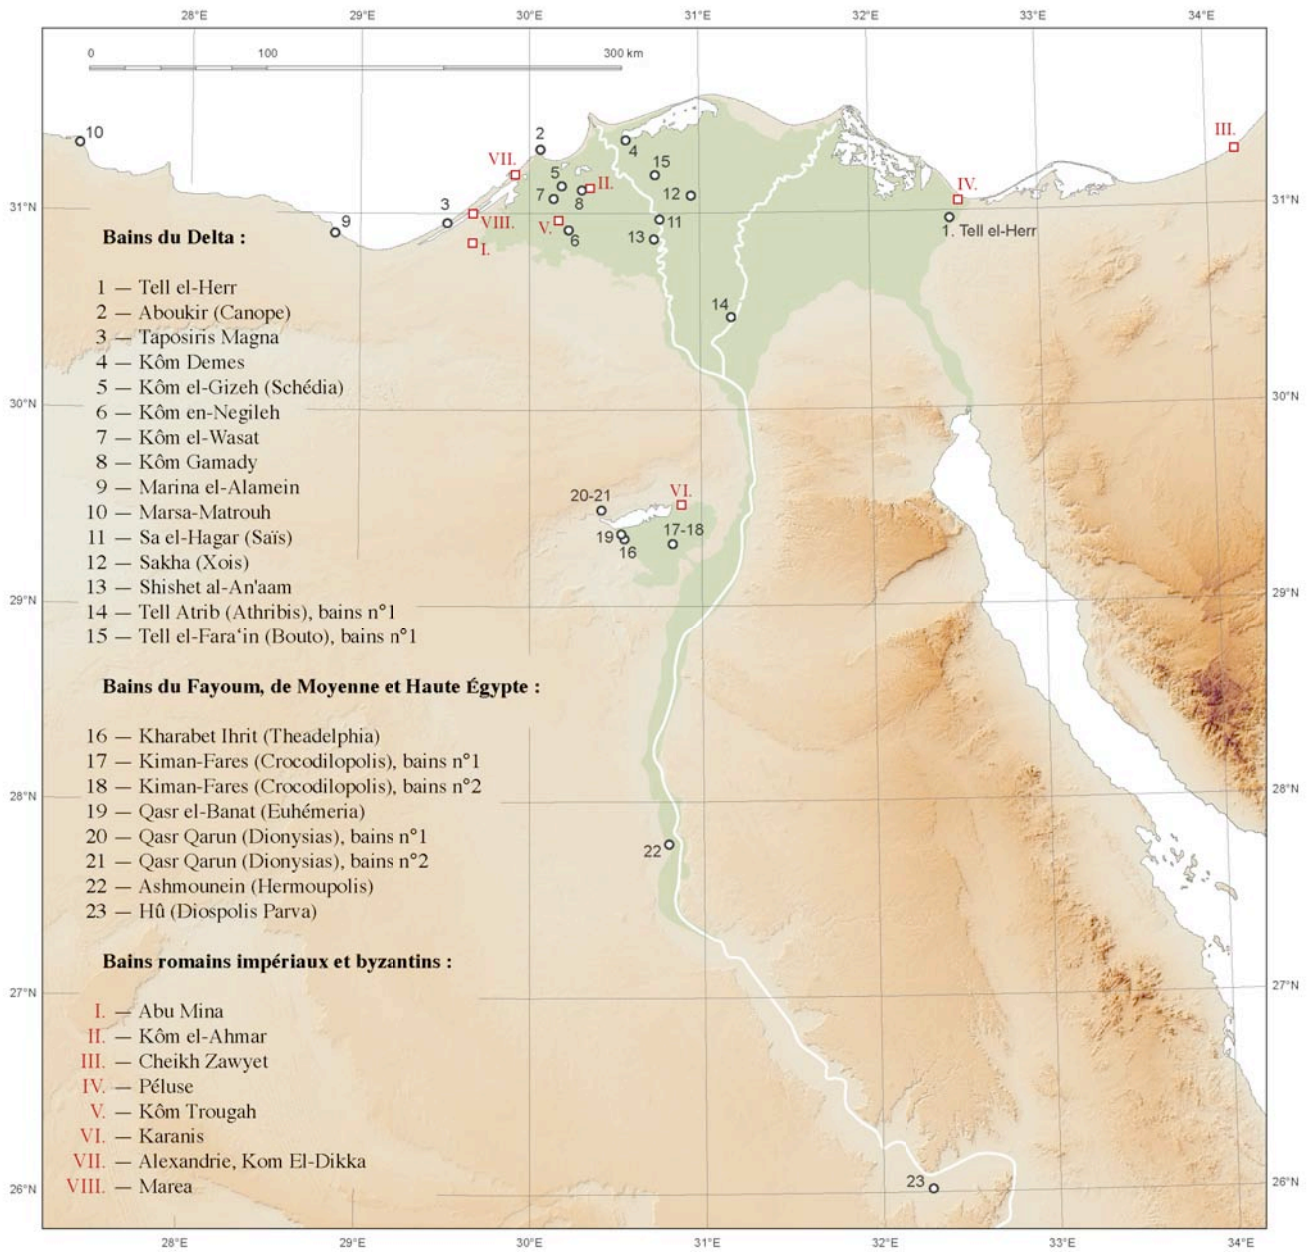 28°E 29°E 30°E 31°E 32°E 33°E 34°E
0 100 300 km
10
2
4
III.
VII.
15
5
II.
12
IV.
7
8
31°N
31°N
3
9
VIII.
V.
11
1. Tell el-Herr
I.
6
13
14
Bains du Delta :
1 — Tell el-Herr
2 — Aboukir (Canope)
3 — Taposiris Magna
4 — Kôm Demes
5 — Kôm el-Gizeh (Schédia)
6 — Kôm en-Negileh
7 — Kôm el-Wasat
8 — Kôm Gamady
9 — Marina el-Alamein
10 — Marsa-Matrouh
11 — Sa el-Hagar (Saïs)
12 — Sakha (Xois)
13 — Shishet al-An'aam
14 — Tell Atrib (Athribis), bains n°1
15 — Tell el-Fara‘in (Bouto), bains n°1
30°N
30°N
20-21
VI.
17-18
19
16
29°N
29°N
Bains du Fayoum, de Moyenne et Haute Égypte :
16 — Kharabet Ihrit (Theadelphia)
17 — Kiman-Fares (Crocodilopolis), bains n°1
18 — Kiman-Fares (Crocodilopolis), bains n°2
19 — Qasr el-Banat (Euhémeria)
20 — Qasr Qarun (Dionysias), bains n°1
21 — Qasr Qarun (Dionysias), bains n°2
22 — Ashmounein (Hermoupolis)
23 — Hû (Diospolis Parva)
28°N
28°N
22
Bains romains impériaux et byzantins :
I. — Abu Mina
II. — Kôm el-Ahmar
III. — Cheikh Zawyet
IV. — Péluse
V. — Kôm Trougah
VI. — Karanis
VII. — Alexandrie, Kom El-Dikka
VIII. — Marea
27°N
27°N
23
26°N
26°N
28°E 29°E 30°E 31°E 32°E 33°E 34°E